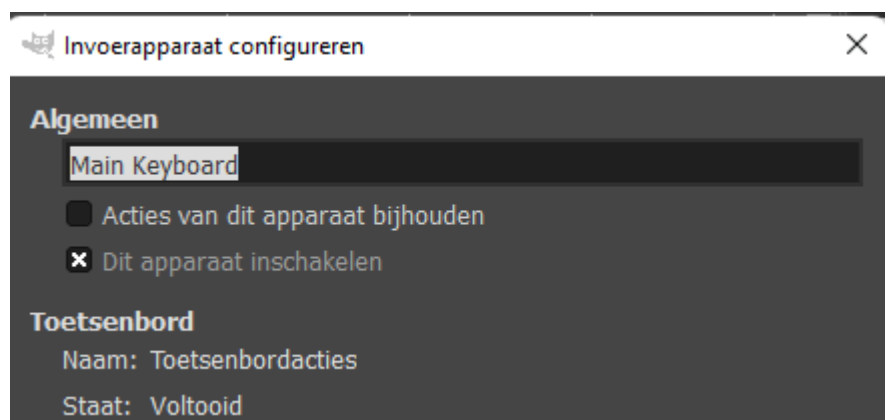 Invoerapparaat configureren
Algemeen
Main Keyboard
Acties van dit apparaat bijhouden
Dit apparaat inschakelen
Toetsenbord
Naam: Toetsenbordacties
Staat: Voltooid